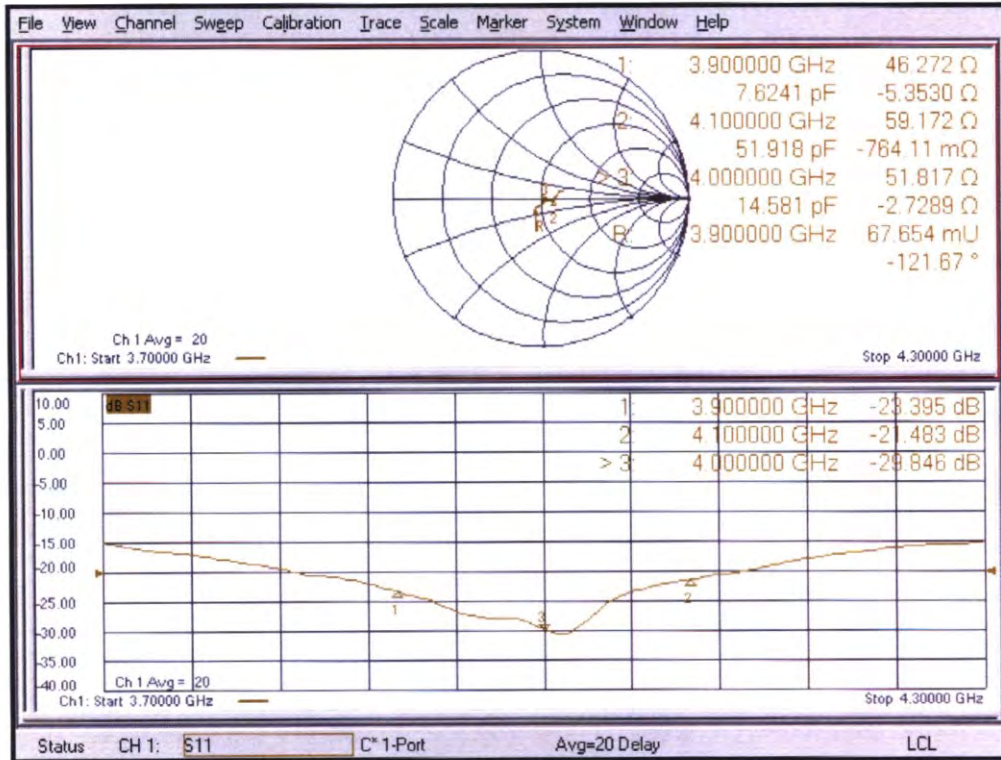 File View Channel Sweep Calibration Trace Scale Marker System Window Help
1: 3.900000 GHz 46.272 Ω
7.6241 pF -5.3530 Ω
2: 4.100000 GHz 59.172 Ω
51.918 pF -764.11 mΩ
> 3: 4.000000 GHz 51.817 Ω
14.581 pF -2.7289 Ω
R: 3.900000 GHz 67.654 mU
-121.67 °
3
2
R
Ch 1 Avg = 20
Ch1: Start 3.70000 GHz
Stop 4.30000 GHz
10.00
dB S11
1: 3.900000 GHz -23.395 dB
5.00
2: 4.100000 GHz -21.483 dB
0.00
> 3: 4.000000 GHz -29.846 dB
-5.00
-10.00
-15.00
-20.00
-25.00
1
2
3
-30.00
-35.00
-40.00
Ch 1 Avg = 20
Ch1: Start 3.70000 GHz
Stop 4.30000 GHz
Status CH 1: S11 C* 1-Port Avg=20 Delay LCL